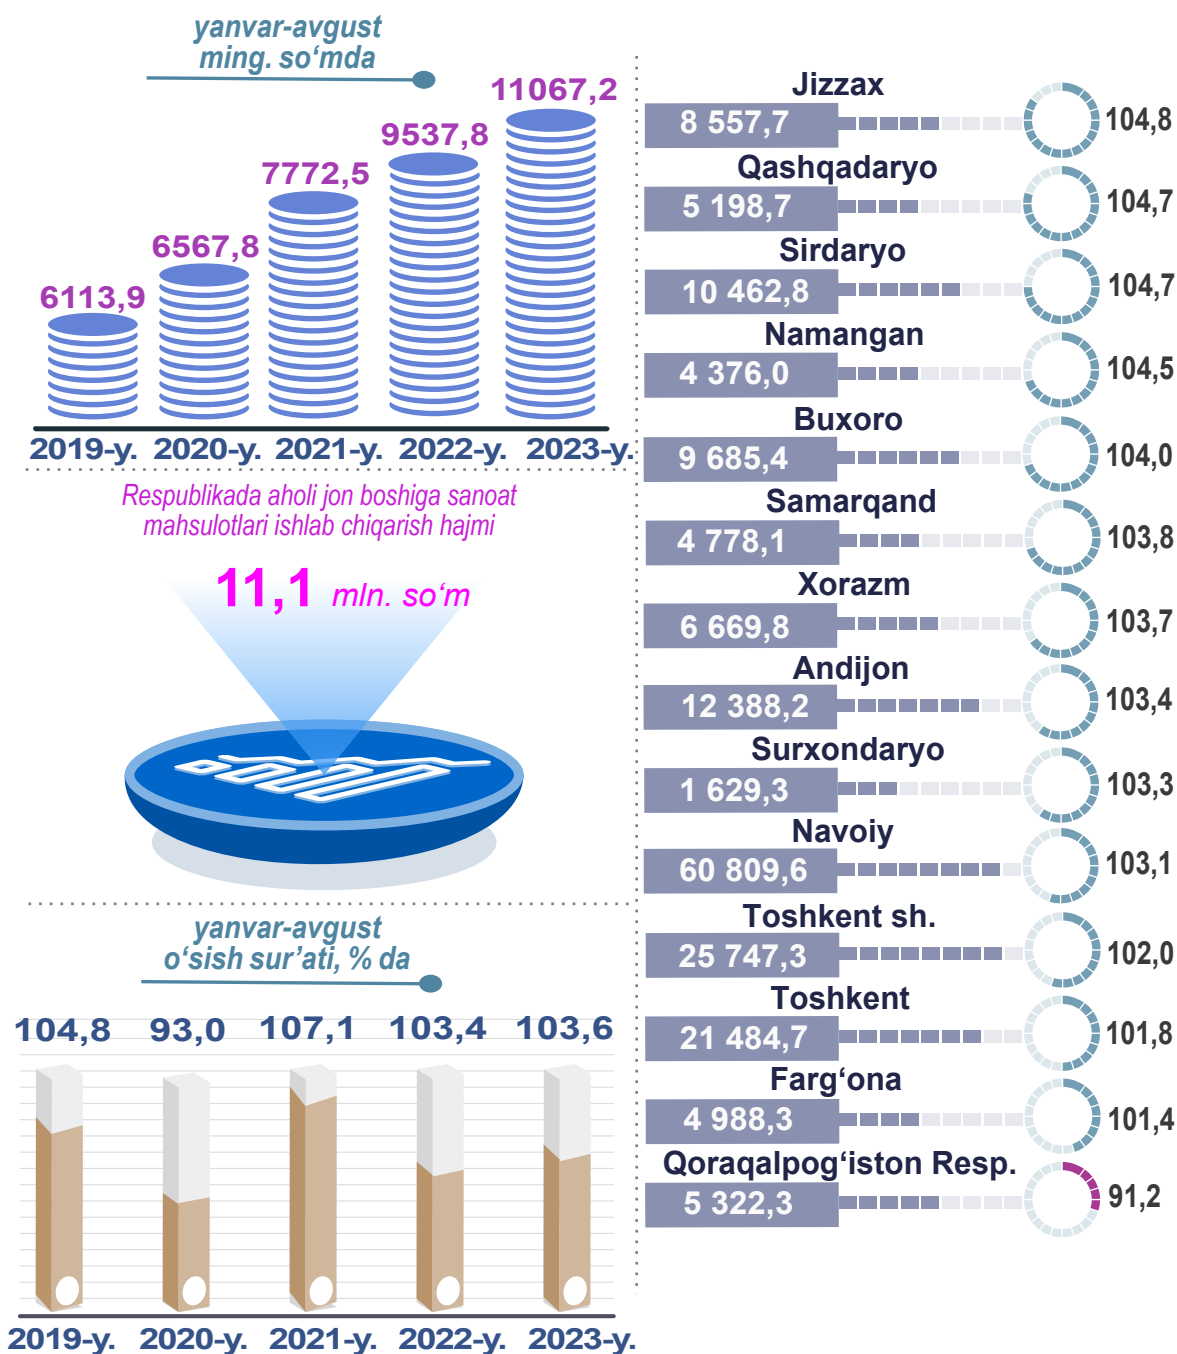 yanvar-avgust
ming. so‘mda
6113,9
6567,8
7772,5
9537,8
11067,2
2019-y. 2020-y. 2021-y. 2022-y. 2023-y.
Respublikada aholi jon boshiga sanoat
mahsulotlari ishlab chiqarish hajmi
11,1 mln. so‘m
yanvar-avgust
o‘sish sur’ati, % da
104,8 93,0 107,1 103,4 103,6
2019-y. 2020-y. 2021-y. 2022-y. 2023-y.
Jizzax
8 557,7 104,8
Qashqadaryo
5 198,7 104,7
Sirdaryo
10 462,8 104,7
Namangan
4 376,0 104,5
Buxoro
9 685,4 104,0
Samarqand
4 778,1 103,8
Xorazm
6 669,8 103,7
Andijon
12 388,2 103,4
Surxondaryo
1 629,3 103,3
Navoiy
60 809,6 103,1
Toshkent sh.
25 747,3 102,0
Toshkent
21 484,7 101,8
Farg‘ona
4 988,3 101,4
Qoraqalpog‘iston Resp.
5 322,3 91,2